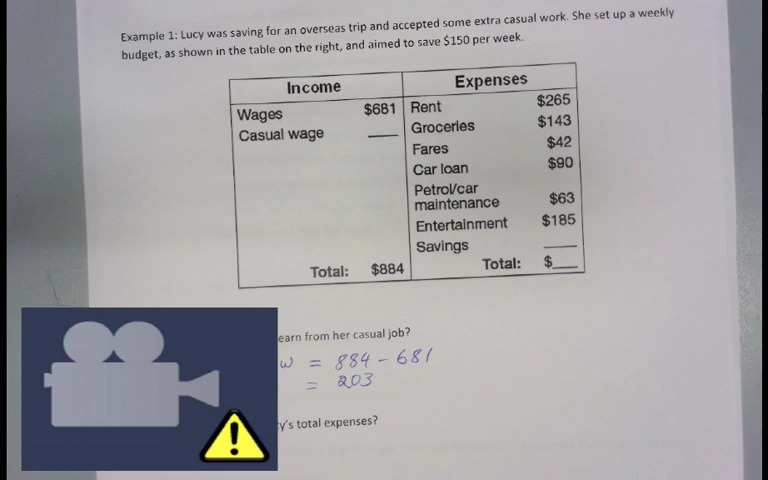 Example 1: Lucy was saving for an overseas trip and accepted some extra casual work. She set up a weekly
budget, as shown in the table on the right, and aimed to save $150 per week.
Income Expenses
Wages $681 Rent $265
Casual wage ___ Groceries $143
Fares $42
Car loan $90
Petrol/car
maintenance $63
Entertainment $185
Savings ___
Total: $884 Total: $___
earn from her casual job?
w = 884 - 681
= 203
y's total expenses?